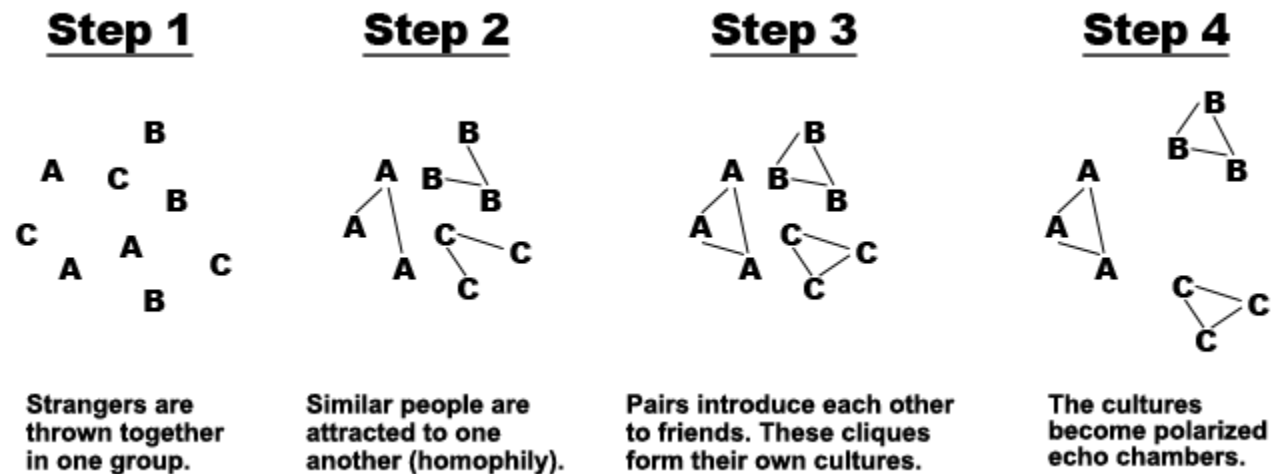 Step 1
Step 2
Step 3
Step 4
B
A
C
B
C
A
A
C
B
B
A
B
B
A
C
C
A
C
B
A
B
B
A
C
C
A
C
B
B
B
A
A
A
C
C
C
Strangers are
thrown together
in one group.
Similar people are
attracted to one
another (homophily).
Pairs introduce each other
to friends. These cliques
form their own cultures.
The cultures
become polarized
echo chambers.